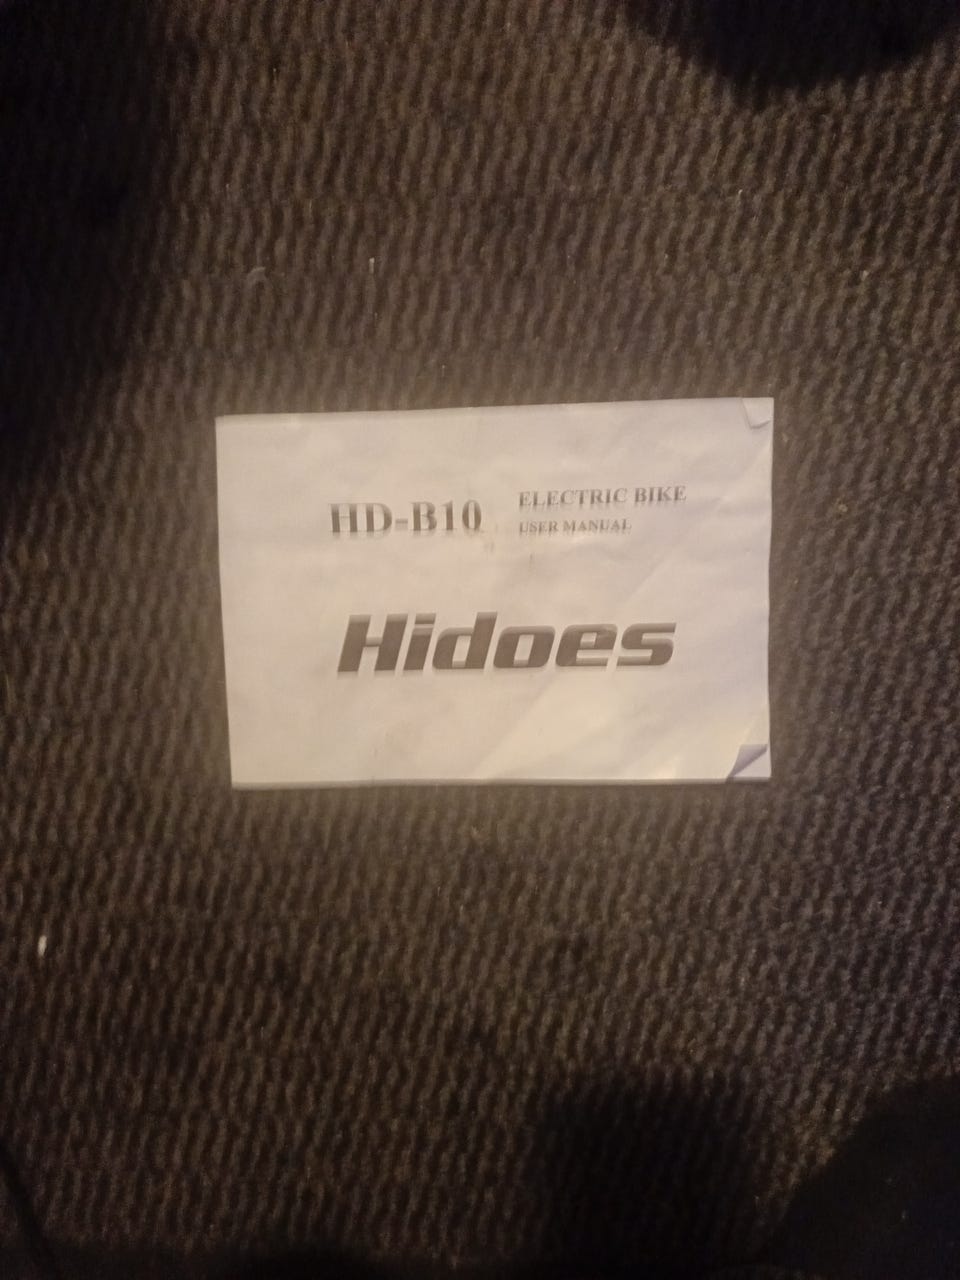 HD-B10 ELECTRIC BIKE
USER MANUAL
Hidoes